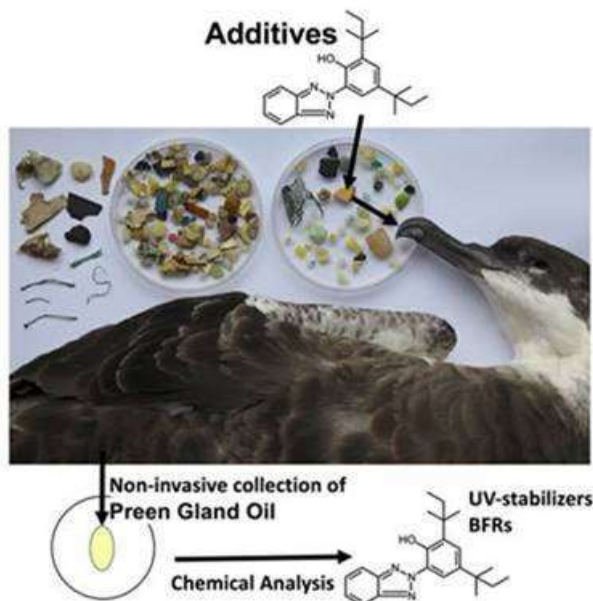 Additives
HO
N
N
N
Non-invasive collection of
Preen Gland Oil
Chemical Analysis
UV-stabilizers
BFRs
HO
N
N
N